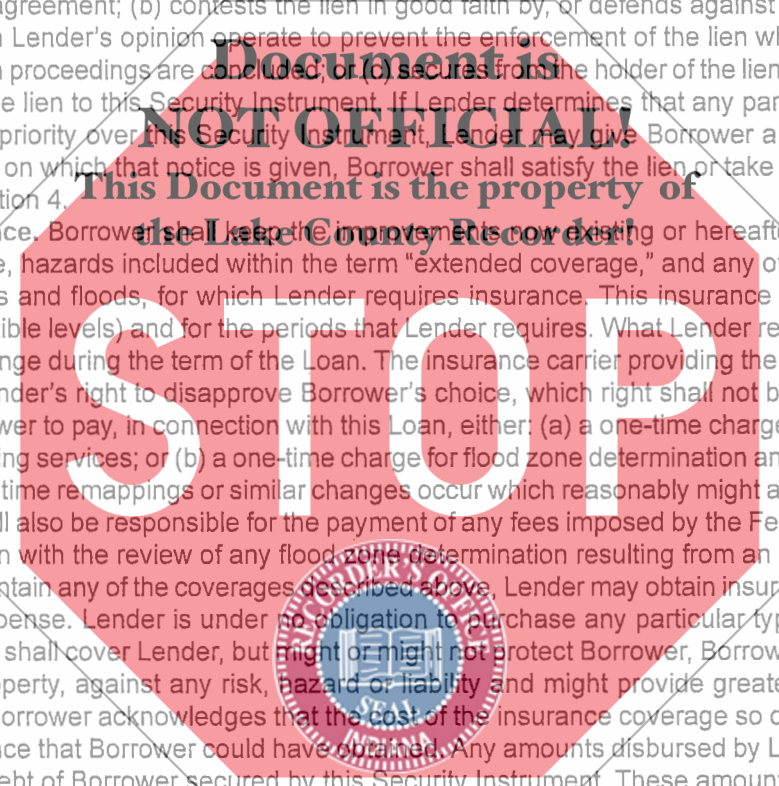 agreement; (b) contests the lien in good faith by, or defends against
Document is
n Lender's opinion operate to prevent the enforcement of the lien wh
n proceedings are concluded; or (c) secures from the holder of the lien
e lien to this Security Instrument. If Lender determines that any par
NOT OFFICIAL!
priority over this Security Instrument, Lender may give Borrower a
on which that notice is given, Borrower shall satisfy the lien or take
This Document is the property of
tion 4.
the Lake County Recorder!
ce. Borrower shall keep the improvements now existing or hereafte
e, hazards included within the term “extended coverage,” and any o
s and floods, for which Lender requires insurance. This insurance
ible levels) and for the periods that Lender requires. What Lender re
nge during the term of the Loan. The insurance carrier providing the
nder's right to disapprove Borrower's choice, which right shall not b
STOP
wer to pay, in connection with this Loan, either: (a) a one-time charge
ing services; or (b) a one-time charge for flood zone determination an
time remappings or similar changes occur which reasonably might a
ll also be responsible for the payment of any fees imposed by the Fe
n with the review of any flood zone determination resulting from an
ntain any of the coverages described above, Lender may obtain insur
pense. Lender is under no obligation to purchase any particular typ
shall cover Lender, but might or might not protect Borrower, Borrow
operty, against any risk, hazard or liability and might provide greate
orrower acknowledges that the cost of the insurance coverage so o
nce that Borrower could have obtained. Any amounts disbursed by L
ebt of Borrower secured by this Security Instrument. These amount
RECORDER'S OFFICE
SEAL
INDIANA